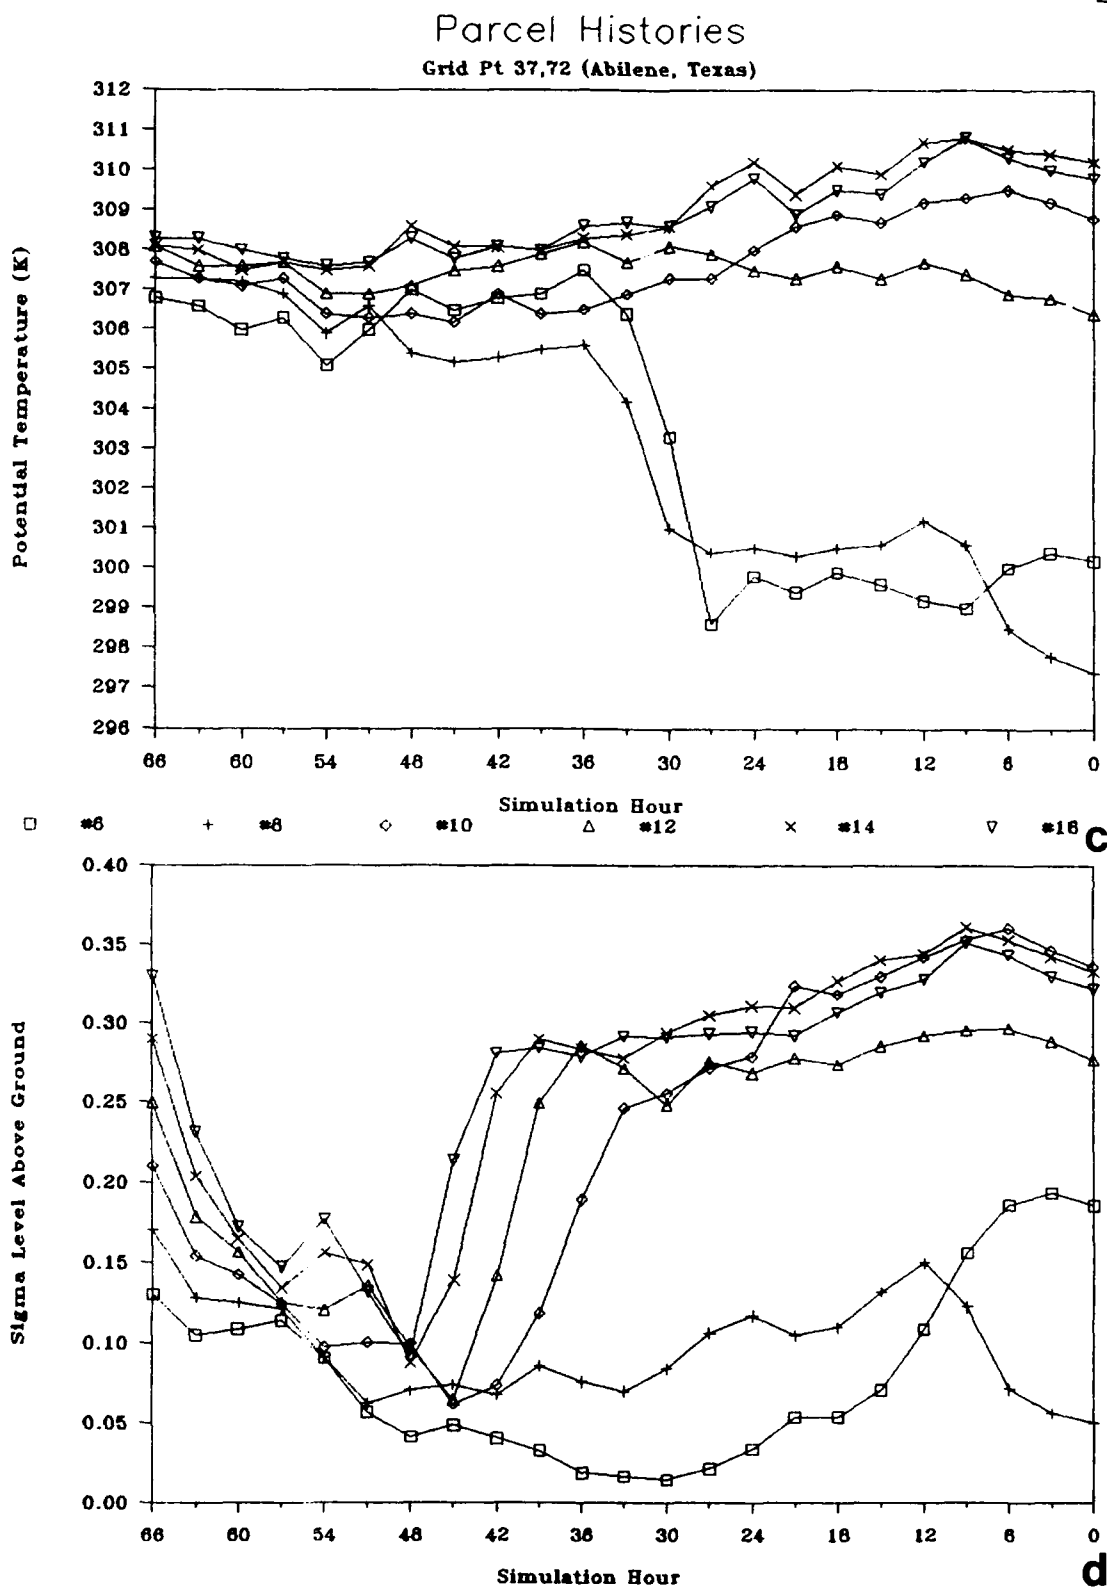 Parcel Histories
Grid Pt 37,72 (Abilene, Texas)
312
311
310
309
308
307
306
305
304
303
302
301
300
299
298
297
296
Potential Temperature (K)
66 60 54 48 42 36 30 24 18 12 6 0
Simulation Hour
#6 #8 #10 #12 #14 #16
c
0.40
0.35
0.30
0.25
0.20
0.15
0.10
0.05
0.00
Sigma Level Above Ground
66 60 54 48 42 36 30 24 18 12 6 0
Simulation Hour
d